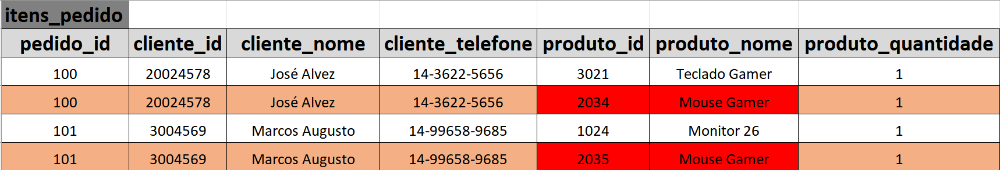 itens_pedido
pedido_id cliente_id cliente_nome cliente_telefone produto_id produto_nome produto_quantidade
100 20024578 José Alvez 14-3622-5656 3021 Teclado Gamer 1
100 20024578 José Alvez 14-3622-5656 2034 Mouse Gamer 1
101 3004569 Marcos Augusto 14-99658-9685 1024 Monitor 26 1
101 3004569 Marcos Augusto 14-99658-9685 2035 Mouse Gamer 1